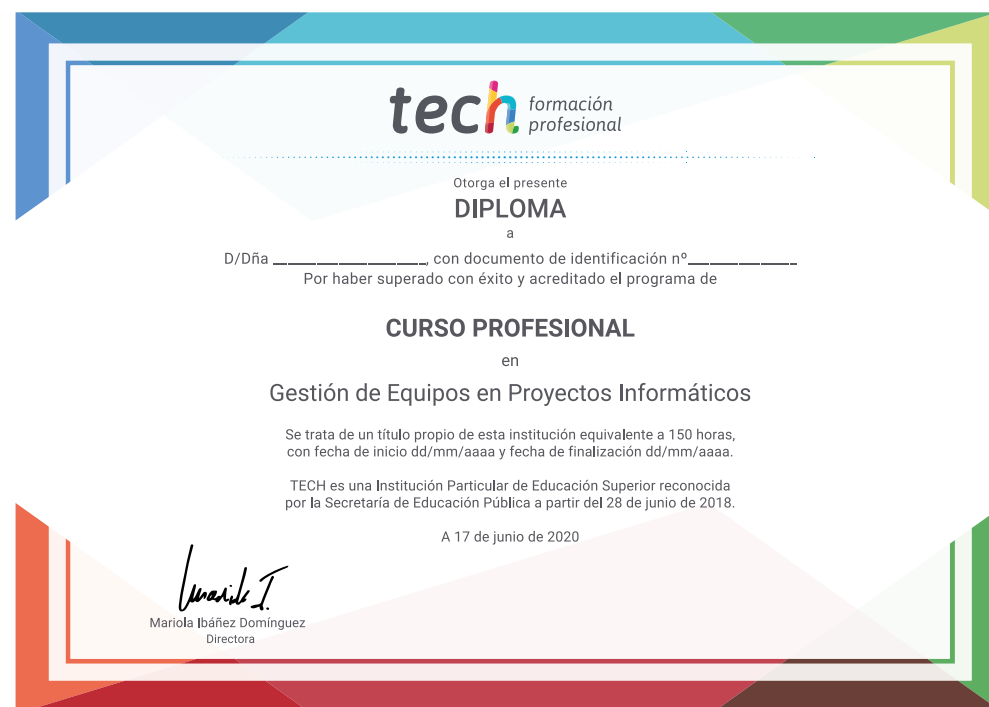 tech formación
profesional
Otorga el presente
DIPLOMA
a
D/Dña ____________________, con documento de identificación nº______________
Por haber superado con éxito y acreditado el programa de
CURSO PROFESIONAL
en
Gestión de Equipos en Proyectos Informáticos
Se trata de un título propio de esta institución equivalente a 150 horas,
con fecha de inicio dd/mm/aaaa y fecha de finalización dd/mm/aaaa.
TECH es una Institución Particular de Educación Superior reconocida
por la Secretaría de Educación Pública a partir del 28 de junio de 2018.
A 17 de junio de 2020
Mariola Ibáñez Domínguez
Directora